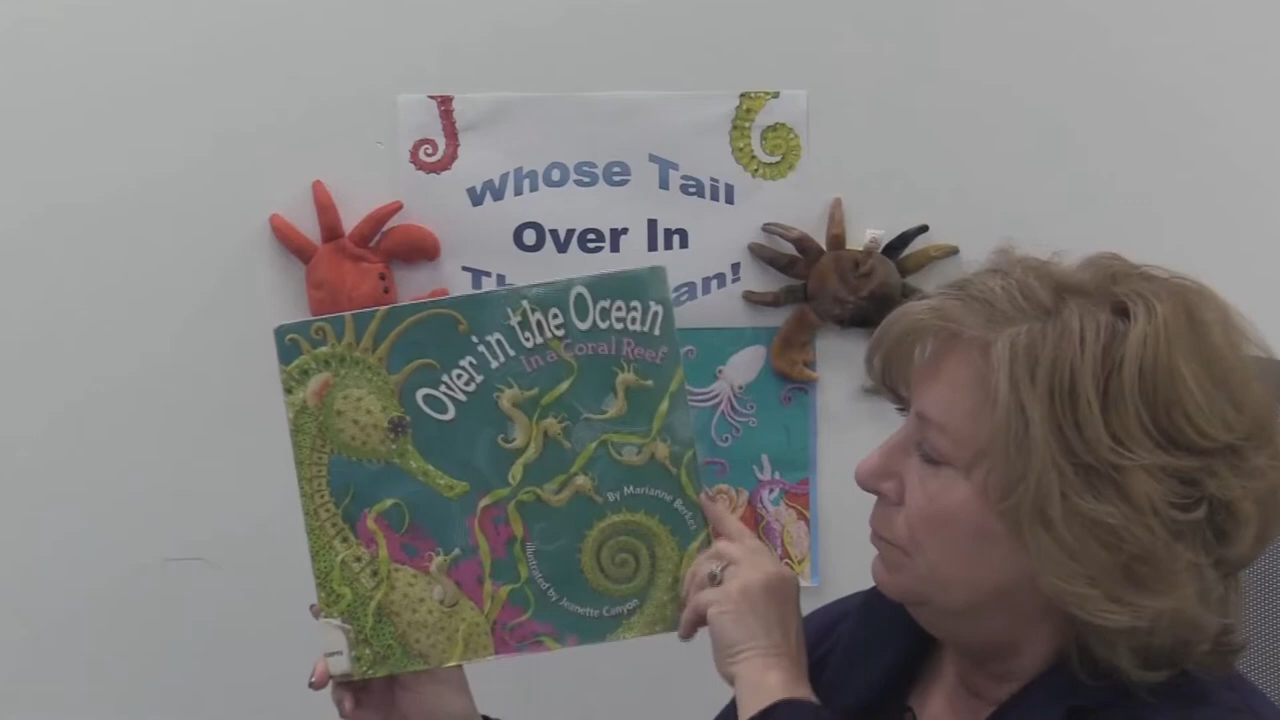 Whose Tail
Over In
an!
Over in the Ocean
In a Coral Reef
By Marianne Berkes
Illustrated by Jeanette Canyon